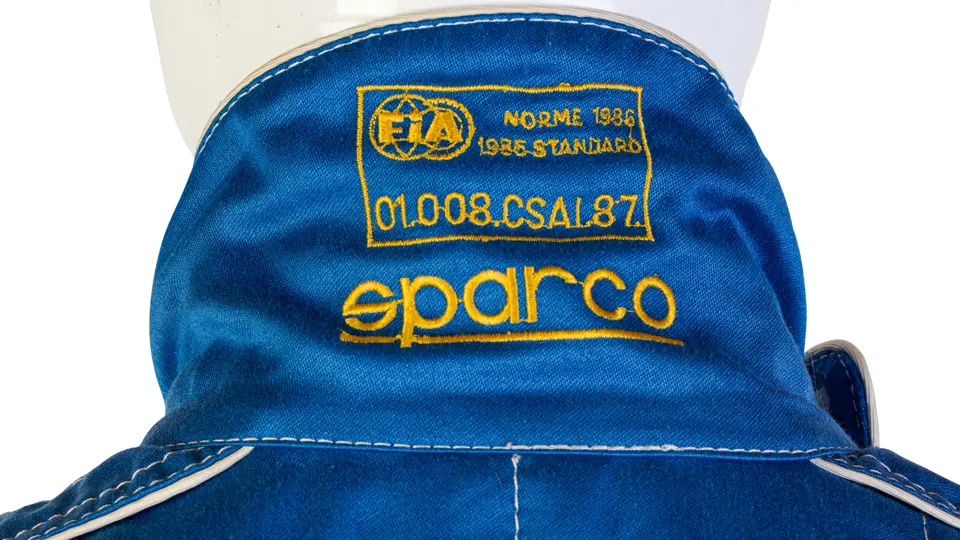 FiA
NORME 1986
1986 STANDARD
01.008.CSAI.87.
sparco